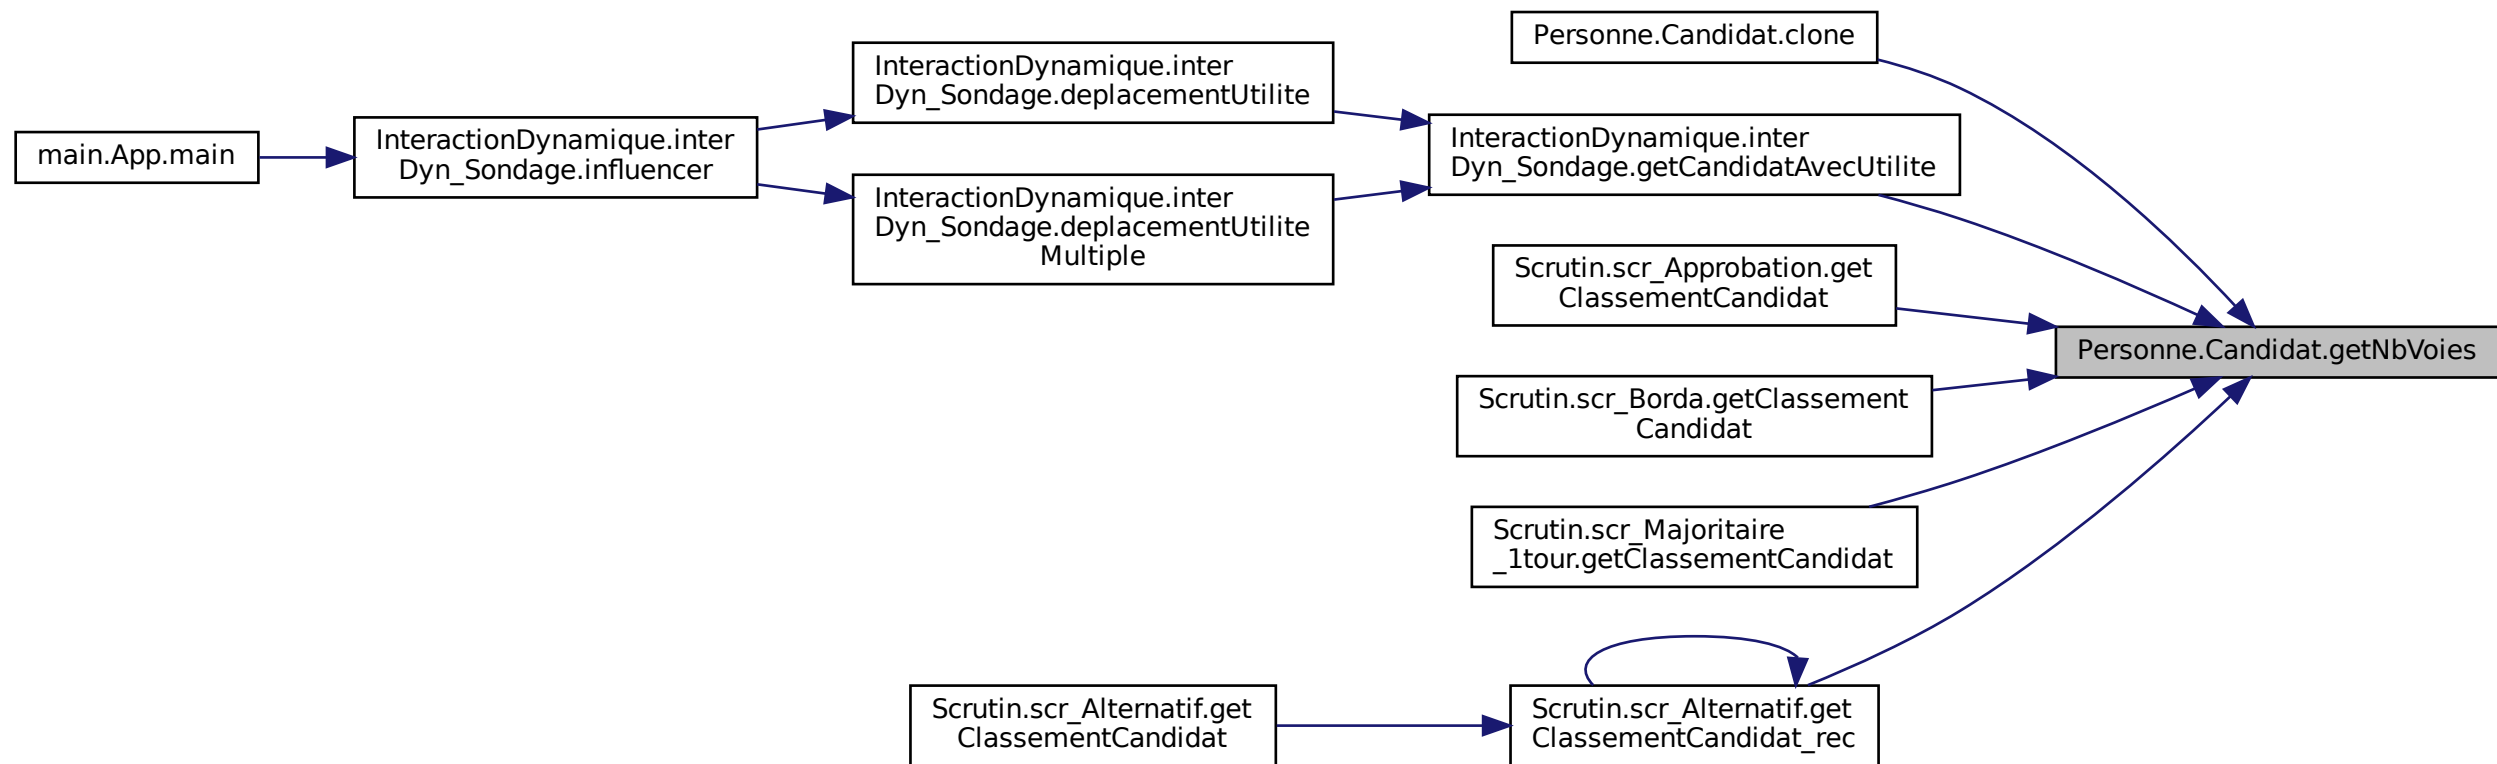 Personne.Candidat.clone
InteractionDynamique.inter
Dyn_Sondage.deplacementUtilite
main.App.main
InteractionDynamique.inter
Dyn_Sondage.influencer
InteractionDynamique.inter
Dyn_Sondage.getCandidatAvecUtilite
InteractionDynamique.inter
Dyn_Sondage.deplacementUtilite
Multiple
Scrutin.scr_Approbation.get
ClassementCandidat
Personne.Candidat.getNbVoies
Scrutin.scr_Borda.getClassement
Candidat
Scrutin.scr_Majoritaire
_1tour.getClassementCandidat
Scrutin.scr_Alternatif.get
ClassementCandidat
Scrutin.scr_Alternatif.get
ClassementCandidat_rec